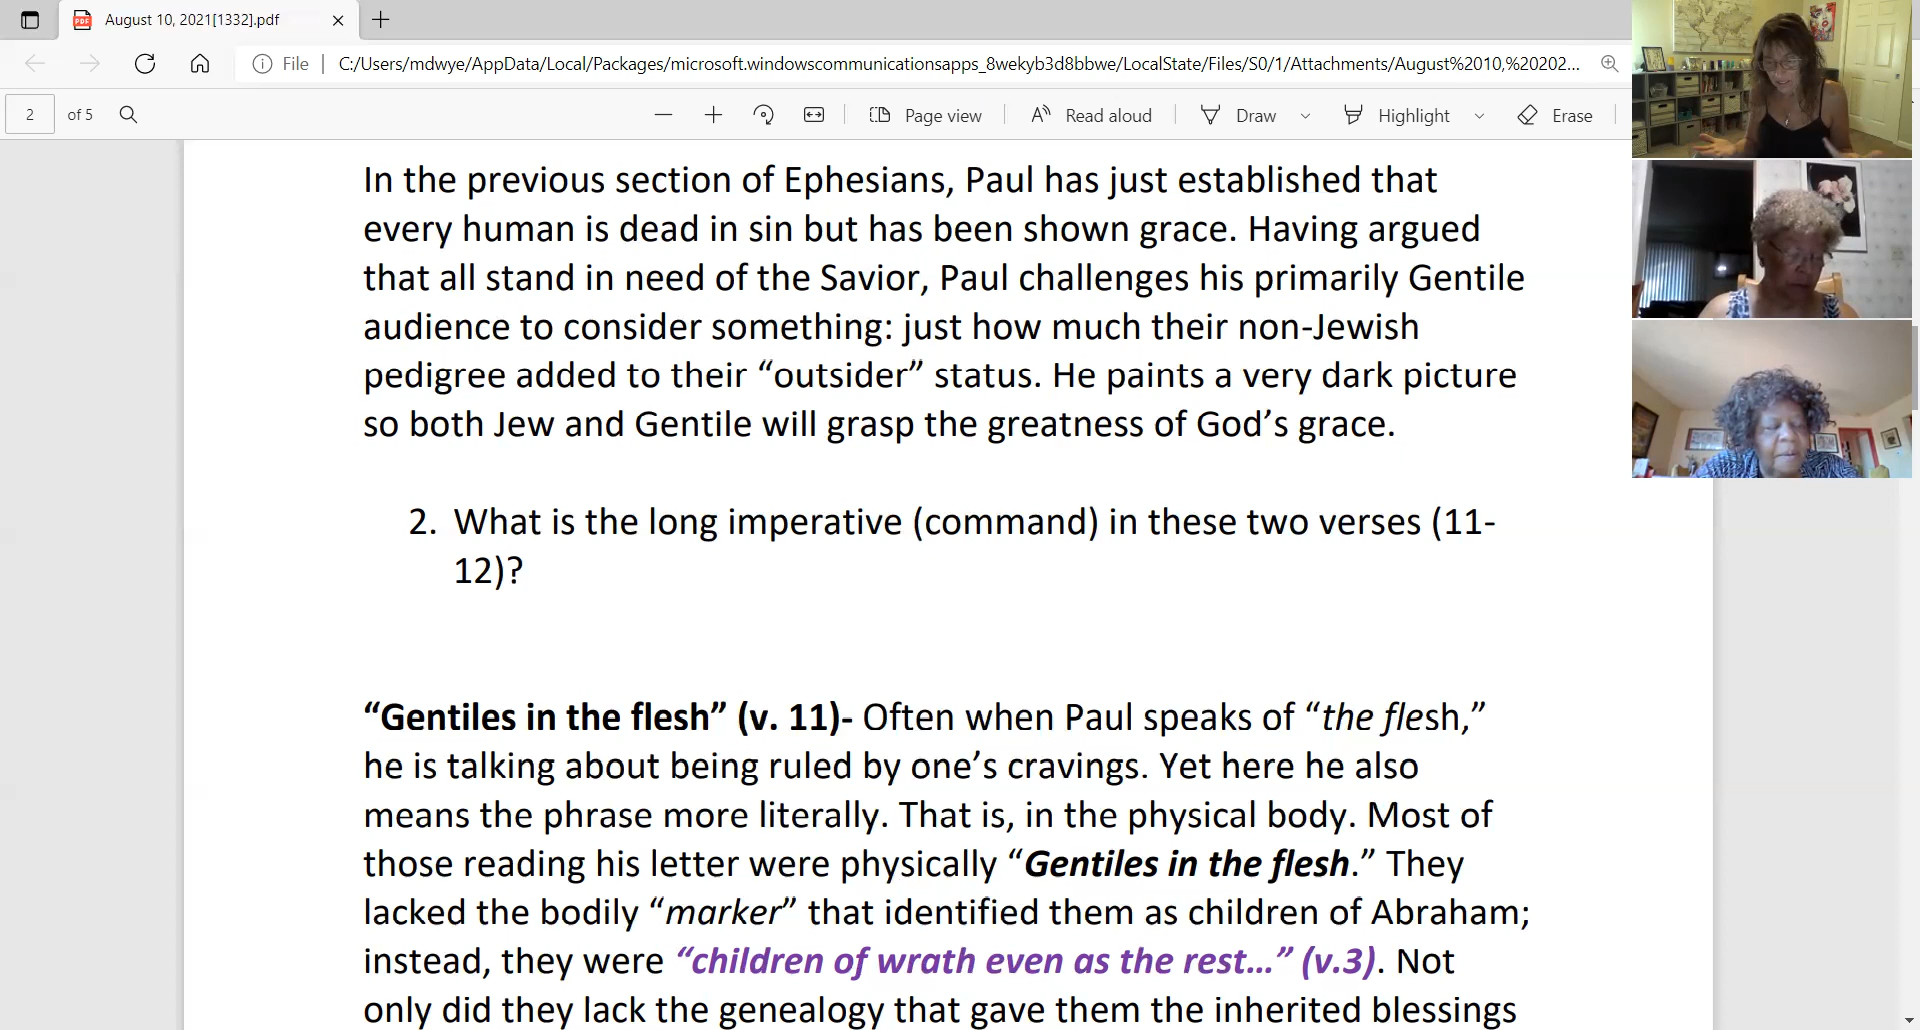 August 10, 2021[1332].pdf
File | C:/Users/mdwye/AppData/Local/Packages/microsoft.windowscommunicationsapps_8wekyb3d8bbwe/LocalState/Files/S0/1/Attachments/August%2010,%20202...
2 of 5 Page view Read aloud Draw Highlight Erase
In the previous section of Ephesians, Paul has just established that
every human is dead in sin but has been shown grace. Having argued
that all stand in need of the Savior, Paul challenges his primarily Gentile
audience to consider something: just how much their non-Jewish
pedigree added to their “outsider” status. He paints a very dark picture
so both Jew and Gentile will grasp the greatness of God’s grace.
2. What is the long imperative (command) in these two verses (11-
12)?
“Gentiles in the flesh” (v. 11)- Often when Paul speaks of “the flesh,”
he is talking about being ruled by one’s cravings. Yet here he also
means the phrase more literally. That is, in the physical body. Most of
those reading his letter were physically “Gentiles in the flesh.” They
lacked the bodily “marker” that identified them as children of Abraham;
instead, they were “children of wrath even as the rest...” (v.3). Not
only did they lack the genealogy that gave them the inherited blessings